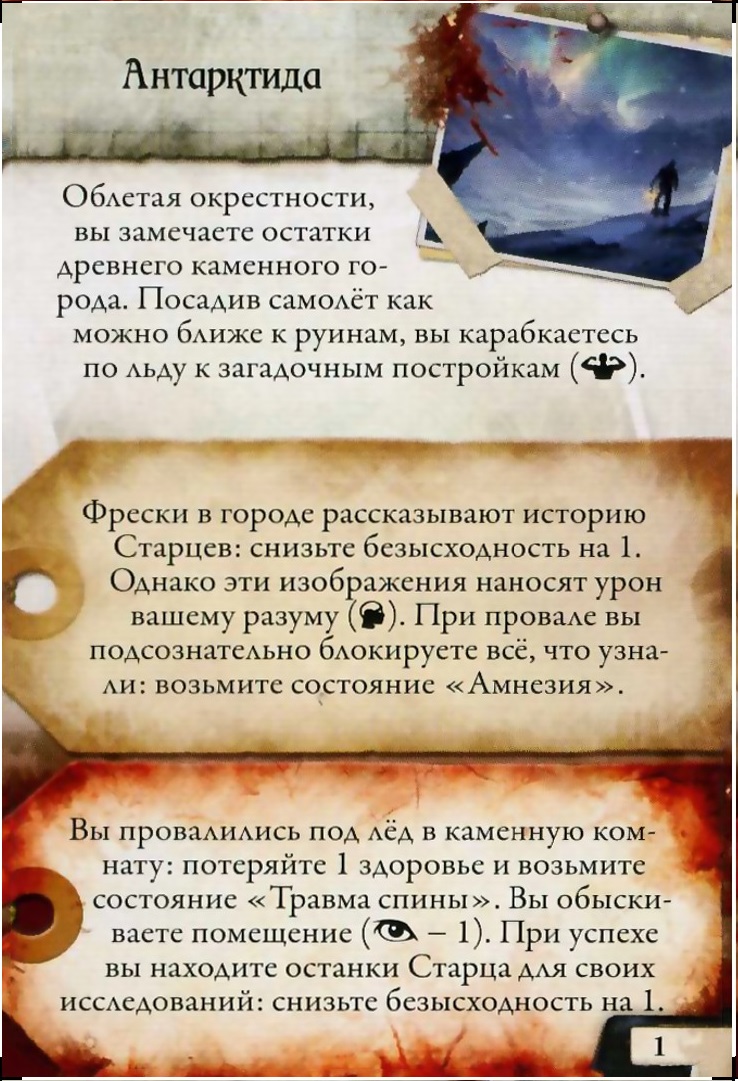 Антарктида
Облетая окрестности,
вы замечаете остатки
древнего каменного го-
рода. Посадив самолёт как
можно ближе к руинам, вы карабкаетесь
по льду к загадочным постройкам ( ).
Фрески в городе рассказывают историю
Старцев: снизьте безысходность на 1.
Однако эти изображения наносят урон
вашему разуму ( ). При провале вы
подсознательно блокируете всё, что узна-
ли: возьмите состояние «Амнезия».
Вы провалились под лёд в каменную ком-
нату: потеряйте 1 здоровье и возьмите
состояние «Травма спины». Вы обыски-
ваете помещение ( – 1). При успехе
вы находите останки Старца для своих
исследований: снизьте безысходность на 1.
1